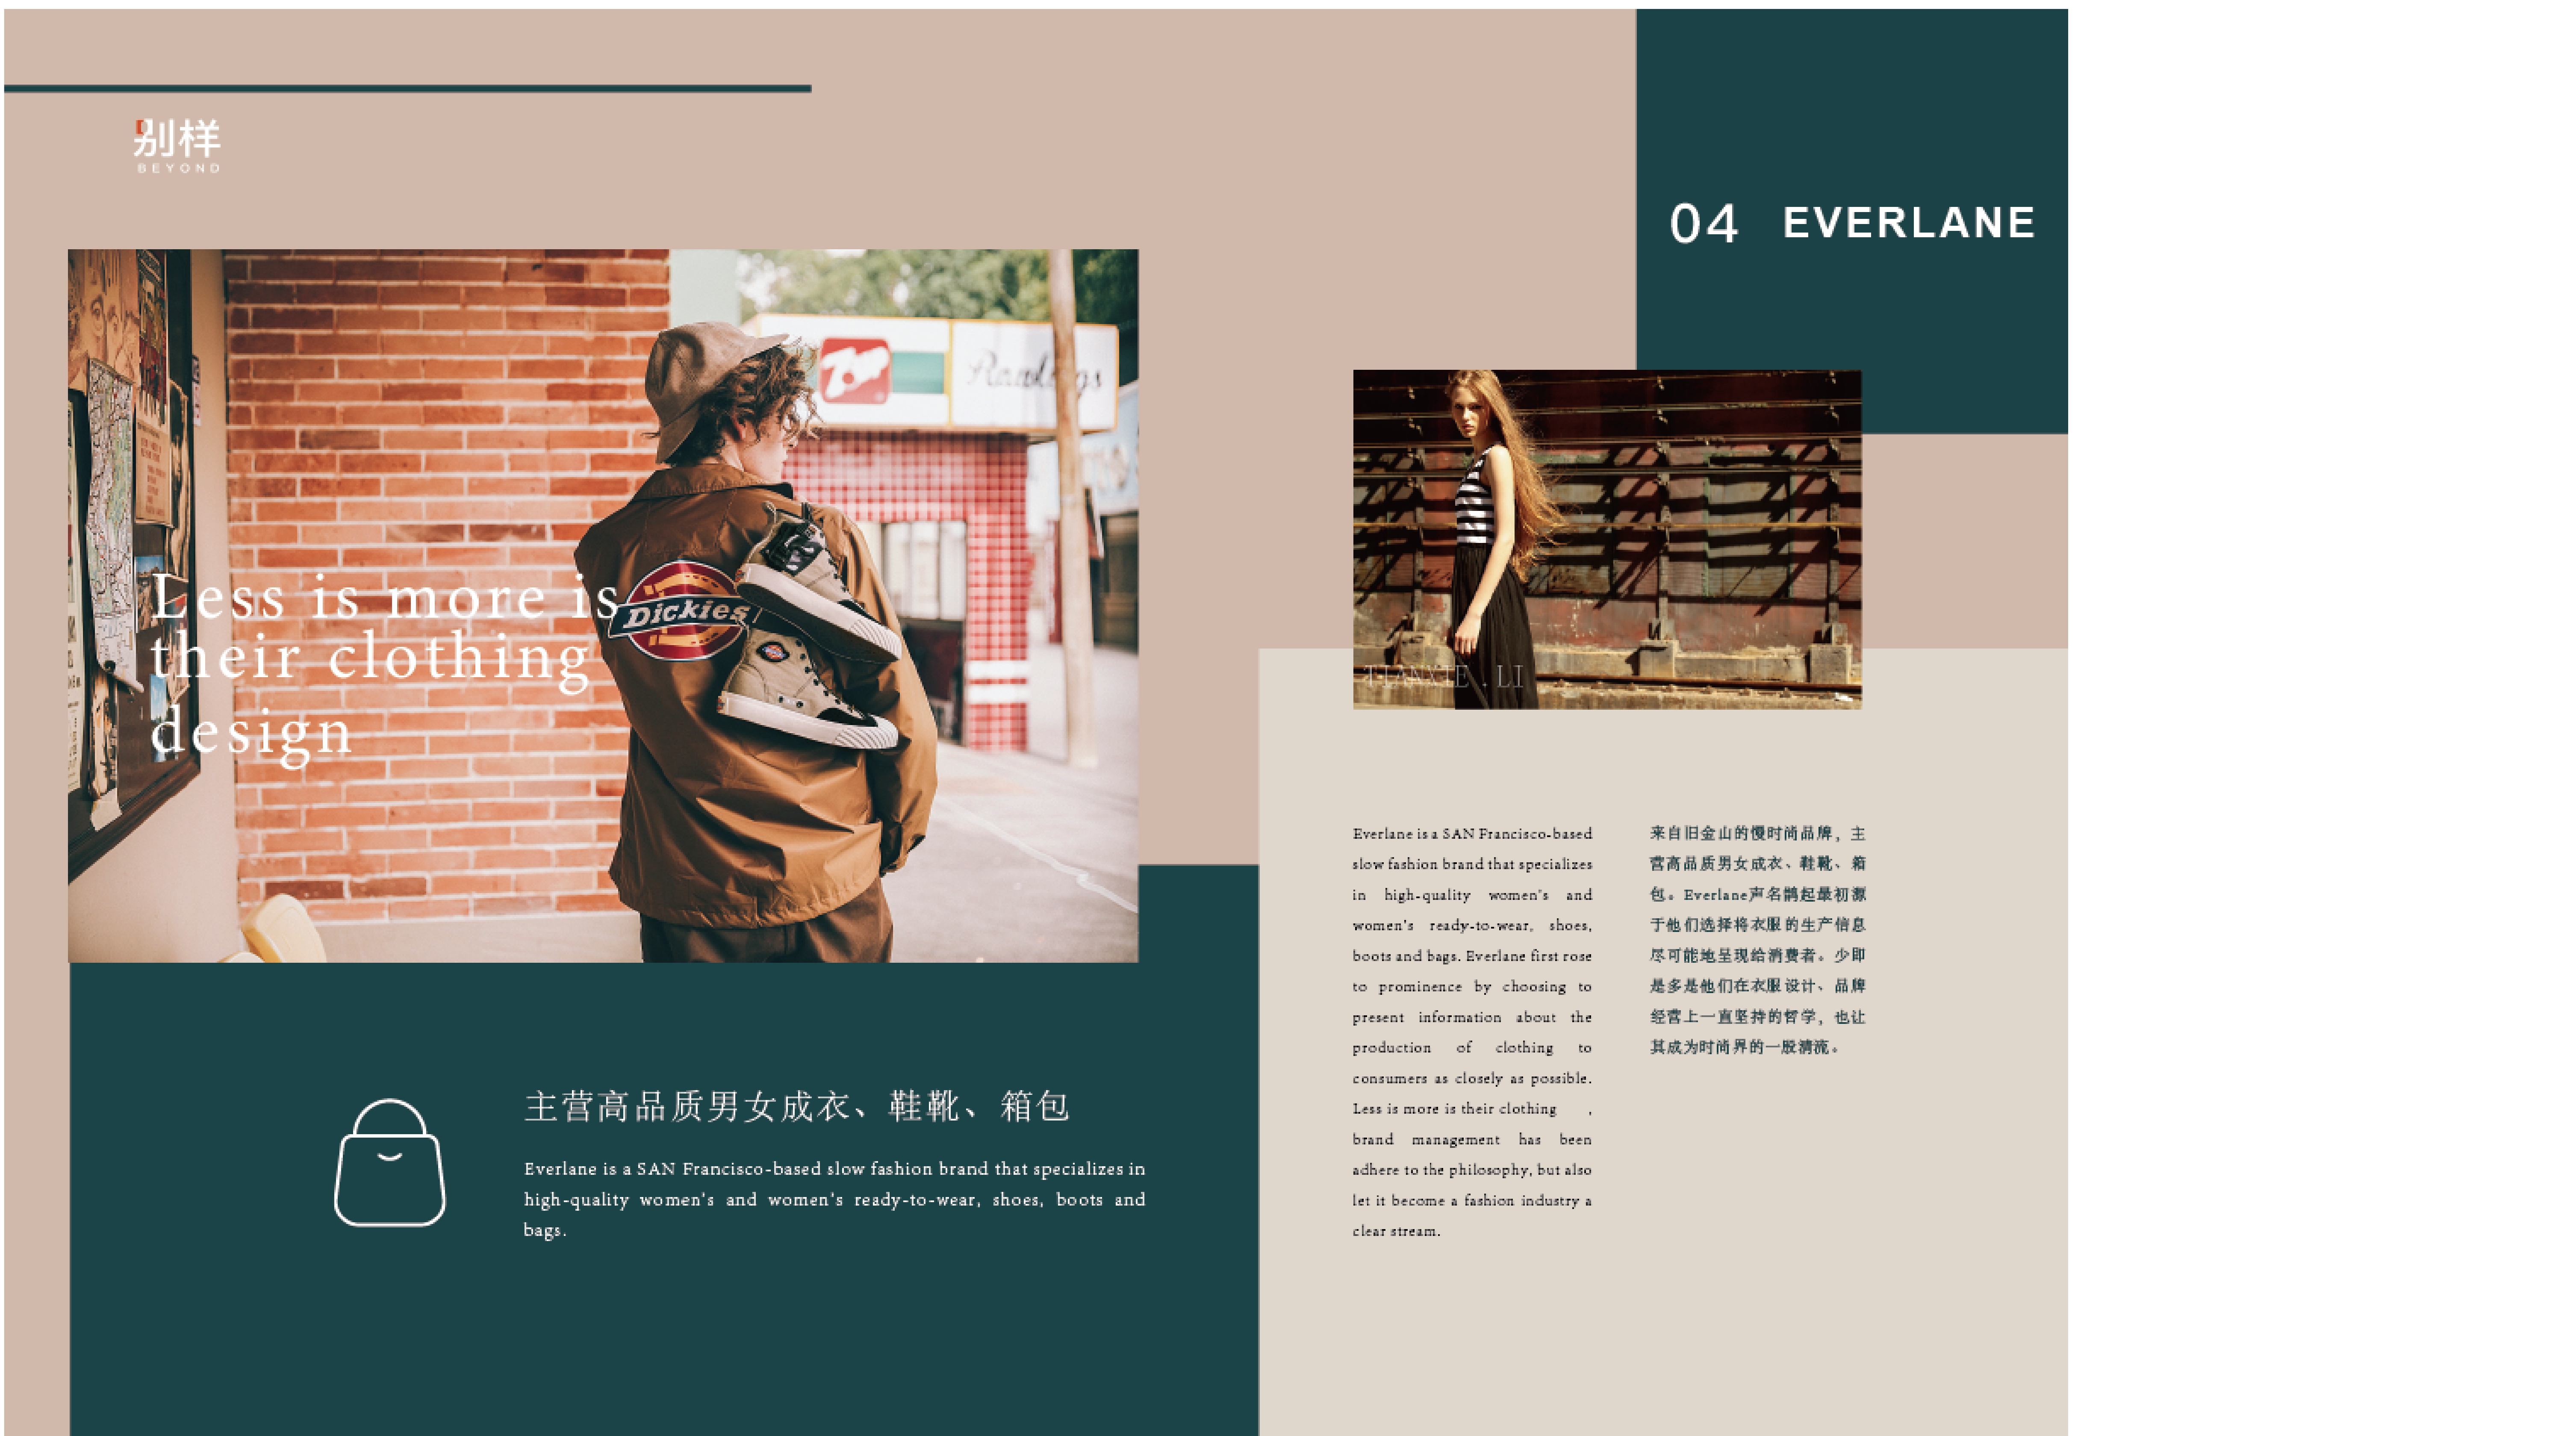 别样
BEYOND
04 EVERLANE
Less is more is
their clothing
design
Dickies
TIANXIE . LI
主营高品质男女成衣、鞋靴、箱包
Everlane is a SAN Francisco-based slow fashion brand that specializes in
high-quality women's and women's ready-to-wear, shoes, boots and
bags.
Everlane is a SAN Francisco-based
slow fashion brand that specializes
in high-quality women's and
women's ready-to-wear, shoes,
boots and bags. Everlane first rose
to prominence by choosing to
present information about the
production of clothing to
consumers as closely as possible.
Less is more is their clothing ,
brand management has been
adhere to the philosophy, but also
let it become a fashion industry a
clear stream.
来自旧金山的慢时尚品牌，主
营高品质男女成衣、鞋靴、箱
包。Everlane声名鹊起最初源
于他们选择将衣服的生产信息
尽可能地呈现给消费者。少即
是多是他们在衣服设计、品牌
经营上一直坚持的哲学，也让
其成为时尚界的一股清流。